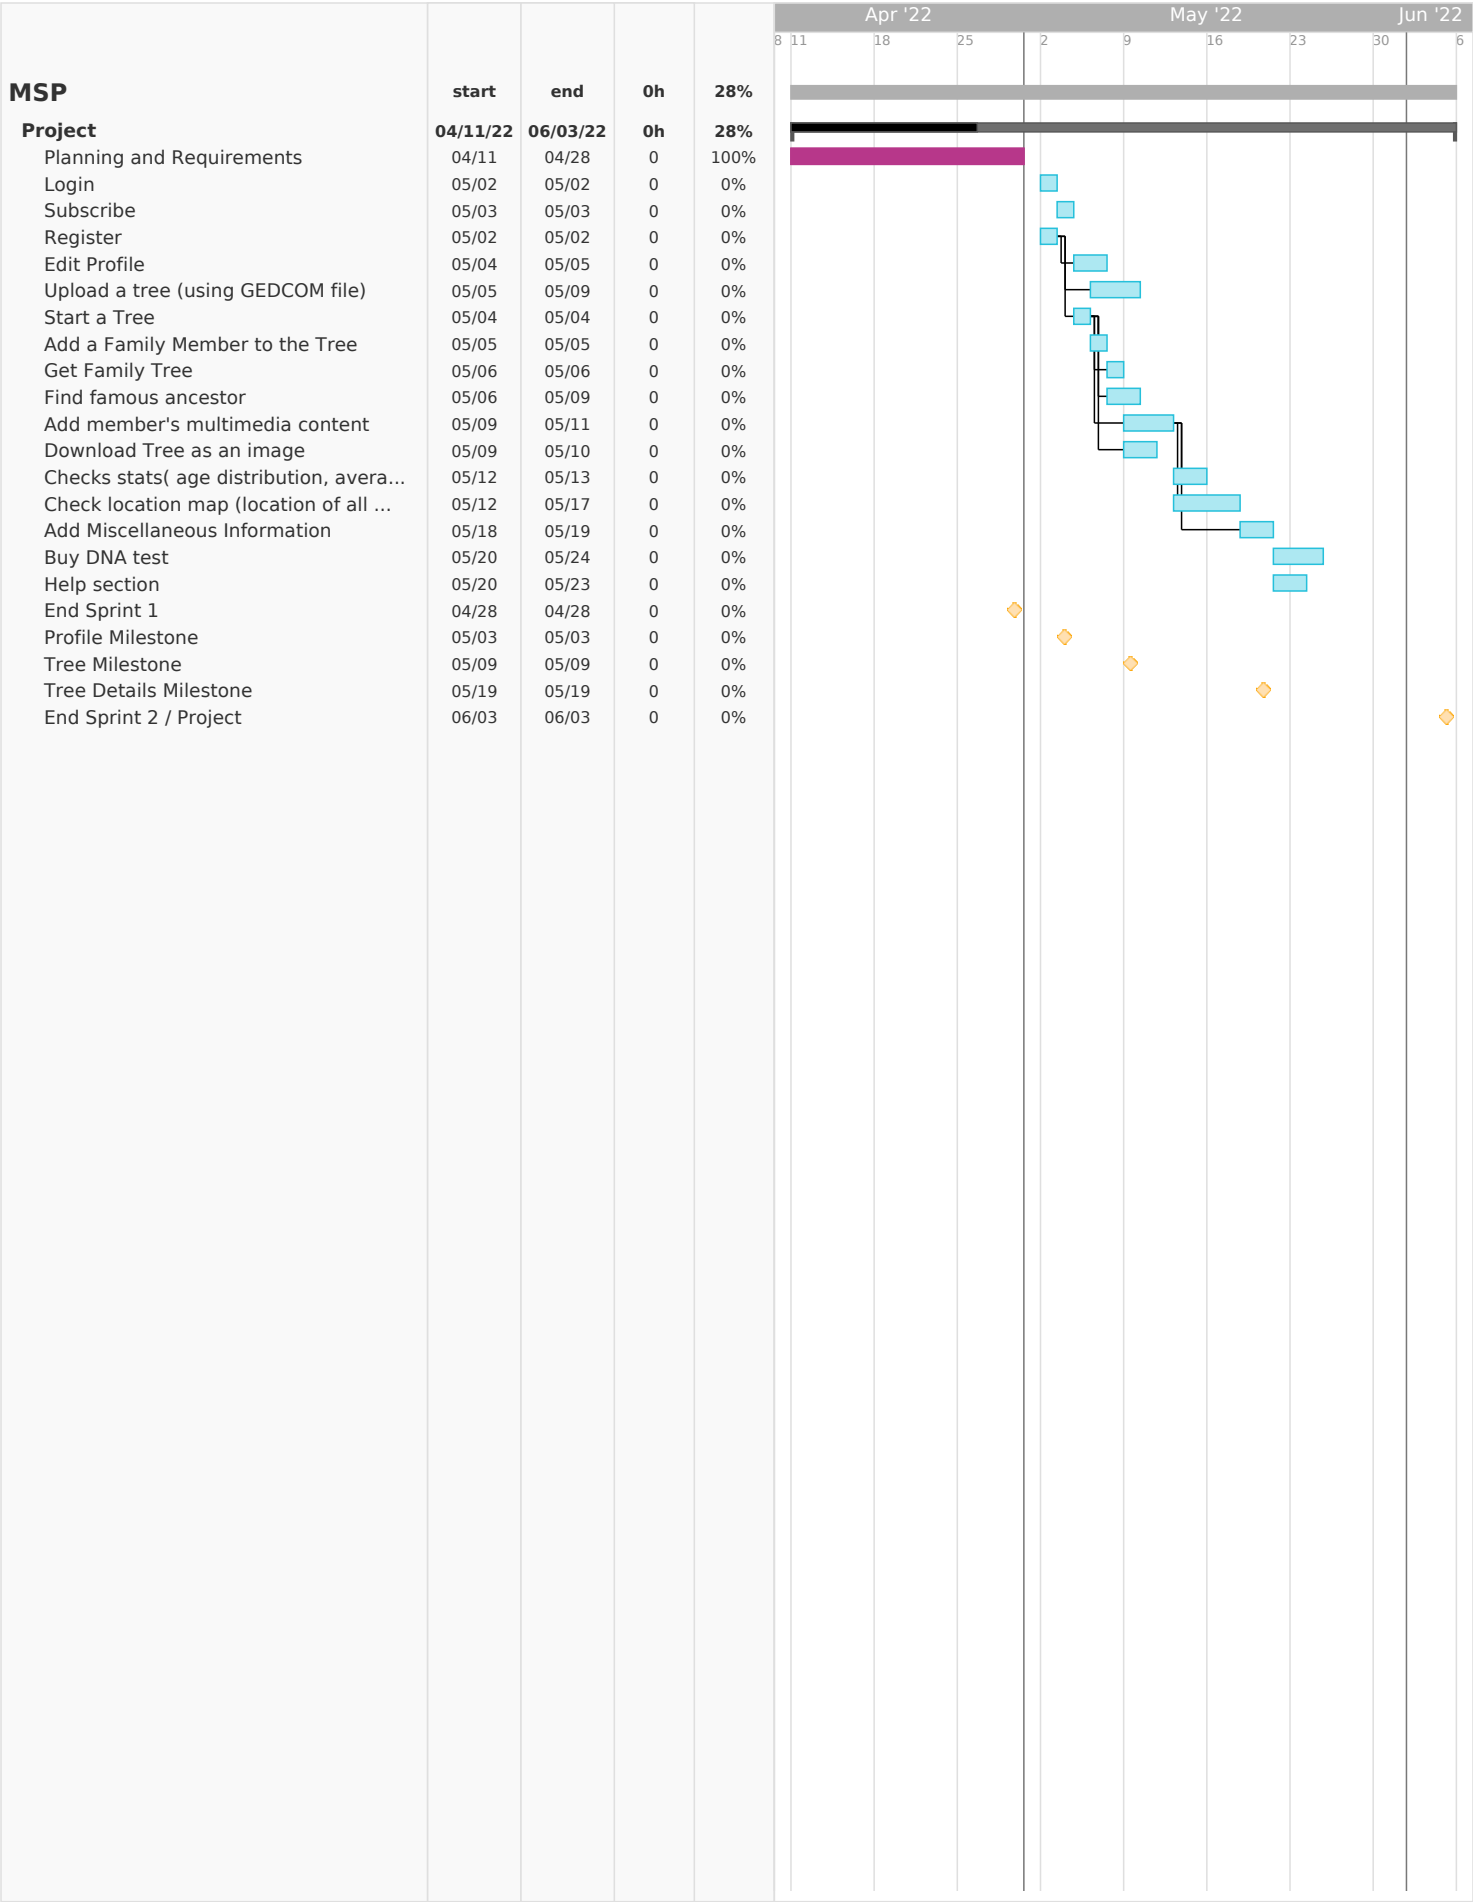 Apr '22 May '22 Jun '22
8 11 18 25 2 9 16 23 30 6
MSP start end 0h 28%
Project 04/11/22 06/03/22 0h 28%
Planning and Requirements 04/11 04/28 0 100%
Login 05/02 05/02 0 0%
Subscribe 05/03 05/03 0 0%
Register 05/02 05/02 0 0%
Edit Profile 05/04 05/05 0 0%
Upload a tree (using GEDCOM file) 05/05 05/09 0 0%
Start a Tree 05/04 05/04 0 0%
Add a Family Member to the Tree 05/05 05/05 0 0%
Get Family Tree 05/06 05/06 0 0%
Find famous ancestor 05/06 05/09 0 0%
Add member's multimedia content 05/09 05/11 0 0%
Download Tree as an image 05/09 05/10 0 0%
Checks stats( age distribution, avera... 05/12 05/13 0 0%
Check location map (location of all ... 05/12 05/17 0 0%
Add Miscellaneous Information 05/18 05/19 0 0%
Buy DNA test 05/20 05/24 0 0%
Help section 05/20 05/23 0 0%
End Sprint 1 04/28 04/28 0 0%
Profile Milestone 05/03 05/03 0 0%
Tree Milestone 05/09 05/09 0 0%
Tree Details Milestone 05/19 05/19 0 0%
End Sprint 2 / Project 06/03 06/03 0 0%